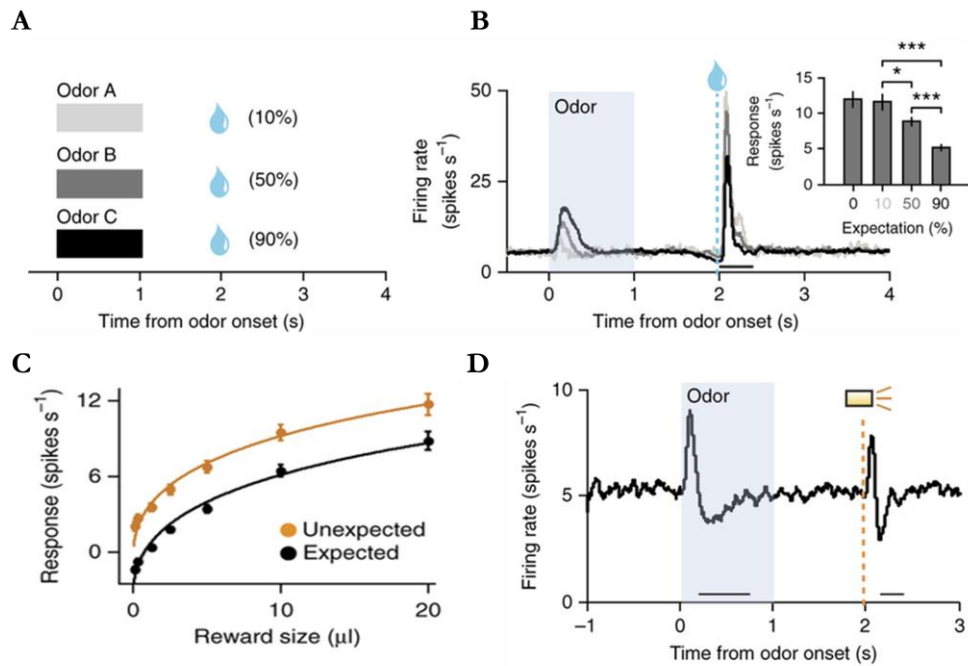 A
Odor A
(10%)
Odor B
(50%)
Odor C
(90%)
0 1 2 3 4
Time from odor onset (s)
B
50
25
0
Firing rate
(spikes s⁻¹)
Odor
0 1 2 3 4
Time from odor onset (s)
***
*
***
15
10
5
0
Response
(spikes s⁻¹)
0 10 50 90
Expectation (%)
C
12
6
0
Response (spikes s⁻¹)
Unexpected
Expected
0 10 20
Reward size (µl)
D
10
5
0
Firing rate (spikes s⁻¹)
Odor
–1 0 1 2 3
Time from odor onset (s)